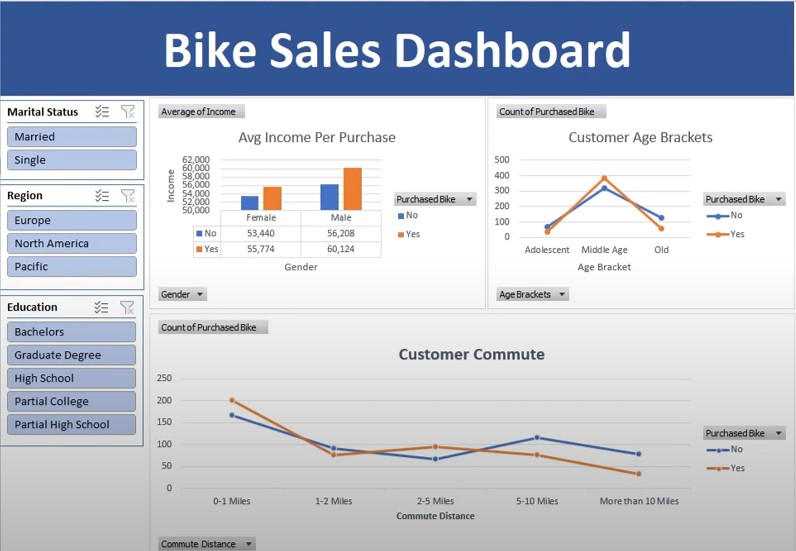 Bike Sales Dashboard
Marital Status
Married
Single
Region
Europe
North America
Pacific
Education
Bachelors
Graduate Degree
High School
Partial College
Partial High School
Average of Income
Avg Income Per Purchase
Income
62,000
60,000
58,000
56,000
54,000
52,000
50,000
Female Male
No 53,440 56,208
Yes 55,774 60,124
Gender
Purchased Bike
No
Yes
Gender
Count of Purchased Bike
Customer Age Brackets
500
400
300
200
100
0
Adolescent Middle Age Old
Age Bracket
Purchased Bike
No
Yes
Age Brackets
Count of Purchased Bike
Customer Commute
250
200
150
100
50
0
0-1 Miles 1-2 Miles 2-5 Miles 5-10 Miles More than 10 Miles
Commute Distance
Purchased Bike
No
Yes
Commute Distance